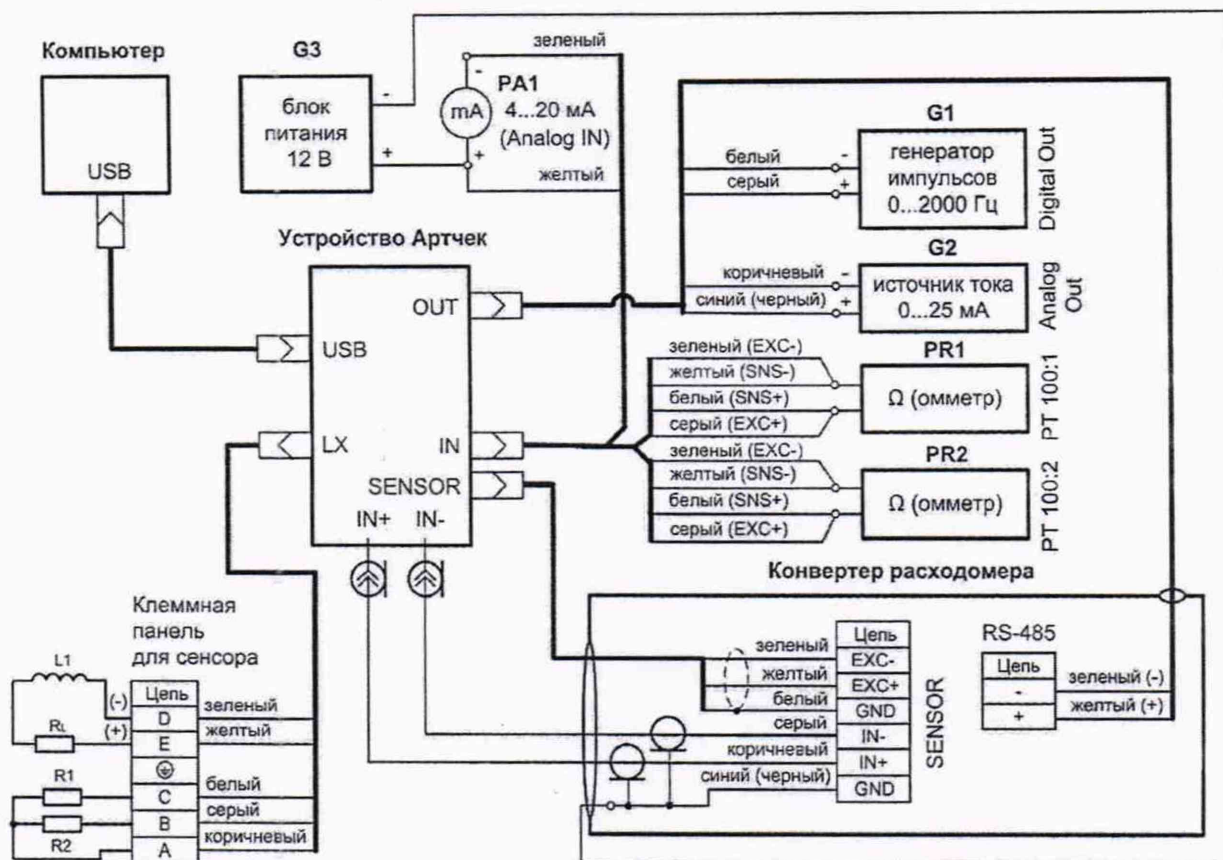 Компьютер
USB
G3
блок
питания
12 В
-
+
зеленый
-
mA
+
PA1
4...20 мА
(Analog IN)
желтый
белый
серый
-
+
G1
генератор
импульсов
0...2000 Гц
Digital Out
коричневый
синий (черный)
-
+
G2
источник тока
0...25 мА
Analog
Out
Устройство Артчек
OUT
USB
LX
IN
SENSOR
IN+
IN-
зеленый (EXC-)
желтый (SNS-)
белый (SNS+)
серый (EXC+)
PR1
Ω (омметр)
PT 100:1
зеленый (EXC-)
желтый (SNS-)
белый (SNS+)
серый (EXC+)
PR2
Ω (омметр)
PT 100:2
Клеммная
панель
для сенсора
L1
RL
R1
R2
(-)
(+)
Цепь
D
E
C
B
A
зеленый
желтый
белый
серый
коричневый
Конвертер расходомера
зеленый
желтый
белый
серый
коричневый
синий (черный)
Цепь
EXC-
EXC+
GND
IN-
IN+
GND
SENSOR
RS-485
Цепь
-
+
зеленый (-)
желтый (+)